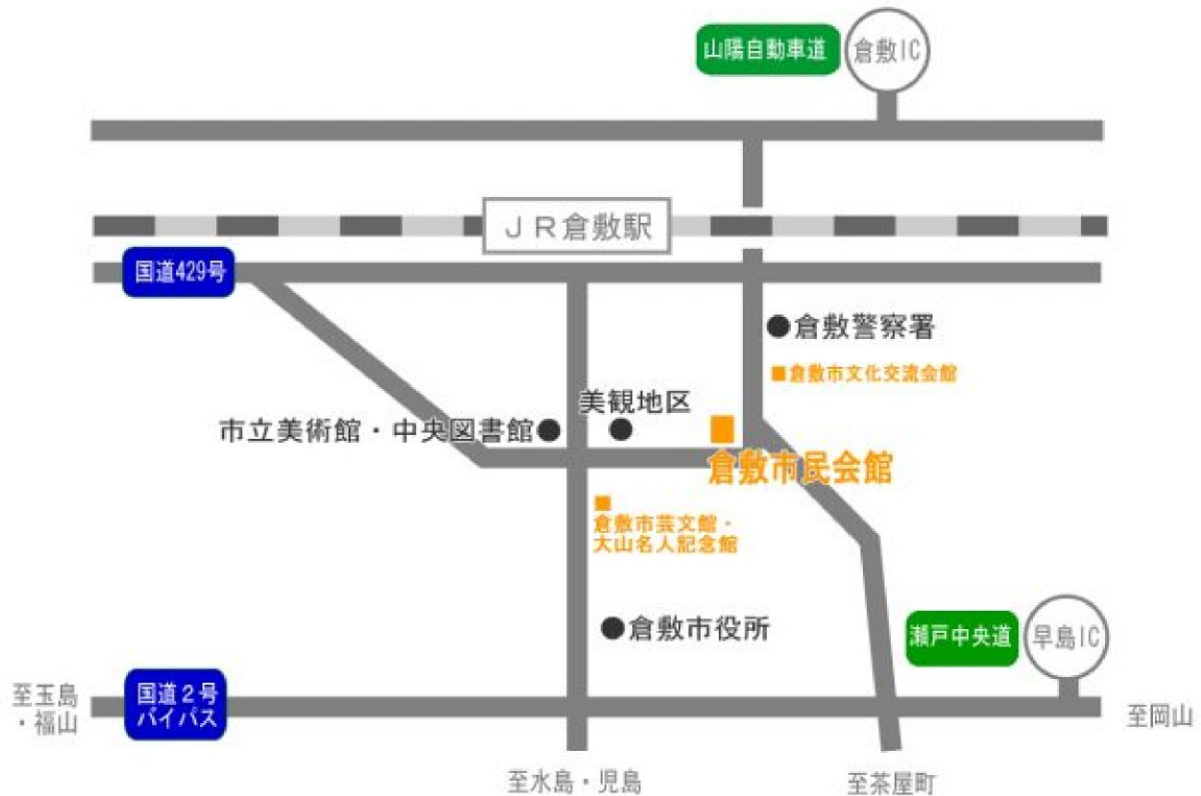 山陽自動車道
倉敷IC
JR倉敷駅
国道429号
●倉敷警察署
■倉敷市文化交流会館
美観地区
市立美術館・中央図書館●
倉敷市民会館
倉敷市芸文館・
大山名人記念館
●倉敷市役所
瀬戸中央道
早島IC
至玉島
・福山
国道2号
バイパス
至岡山
至水島・児島
至茶屋町